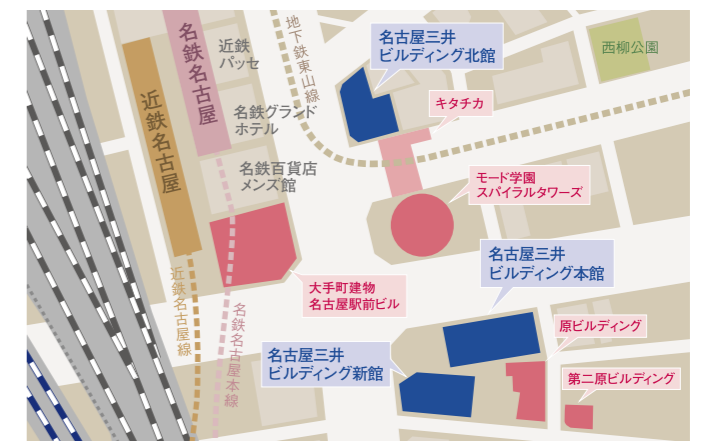 名鉄名古屋
近鉄
パッセ
近鉄名古屋
地下鉄東山線
名古屋三井
ビルディング北館
西柳公園
キタチカ
名鉄グランド
ホテル
名鉄百貨店
メンズ館
モード学園
スパイラルタワーズ
大手町建物
名古屋駅前ビル
名古屋三井
ビルディング本館
近鉄名古屋線
名鉄名古屋本線
名古屋三井
ビルディング新館
原ビルディング
第二原ビルディング